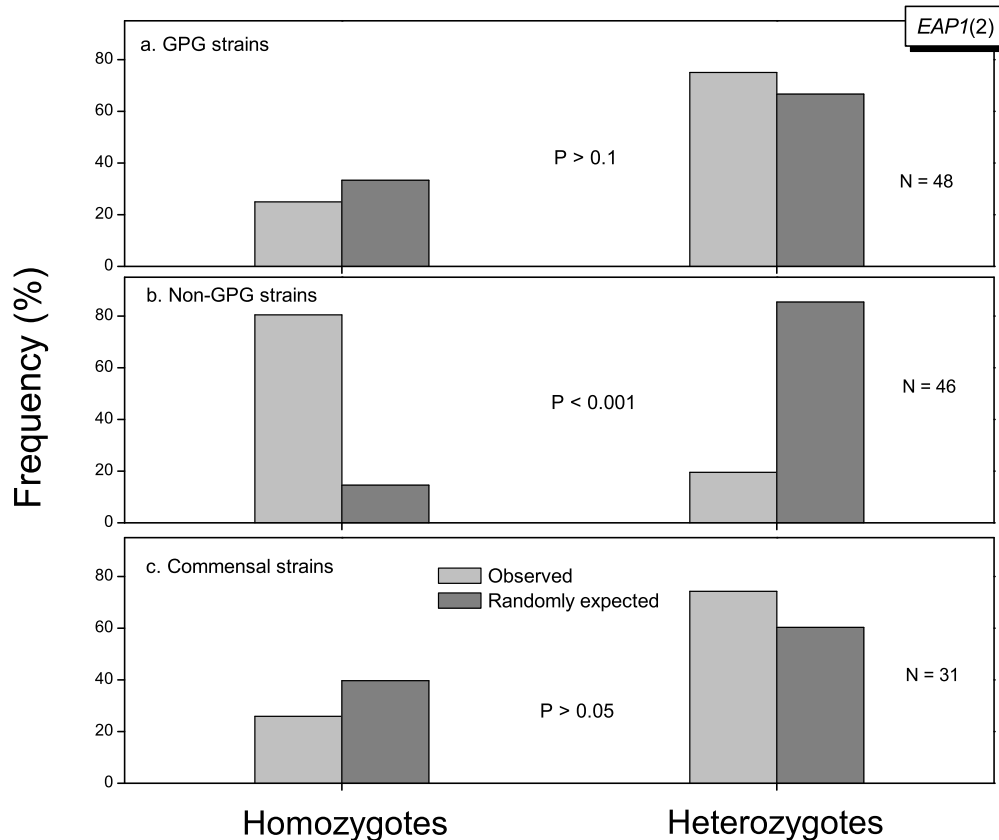 EAP1(2)
a. GPG strains
80
60
40
20
0
P > 0.1
N = 48
b. Non-GPG strains
80
60
40
20
0
P < 0.001
N = 46
c. Commensal strains
80
60
40
20
0
Observed
Randomly expected
P > 0.05
N = 31
Frequency (%)
Homozygotes
Heterozygotes